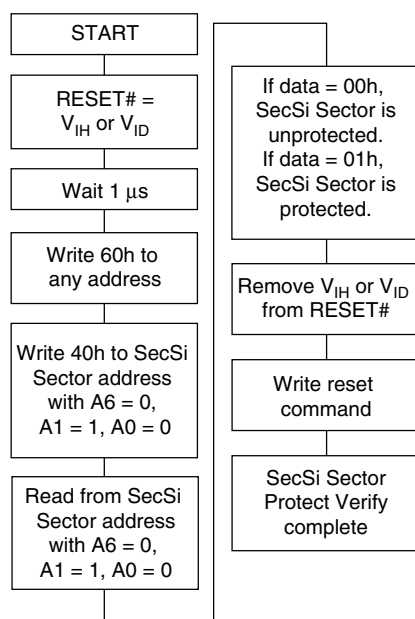 START
RESET# =
V_IH or V_ID
Wait 1 μs
Write 60h to
any address
Write 40h to SecSi
Sector address
with A6 = 0,
A1 = 1, A0 = 0
Read from SecSi
Sector address
with A6 = 0,
A1 = 1, A0 = 0
If data = 00h,
SecSi Sector is
unprotected.
If data = 01h,
SecSi Sector is
protected.
Remove V_IH or V_ID
from RESET#
Write reset
command
SecSi Sector
Protect Verify
complete